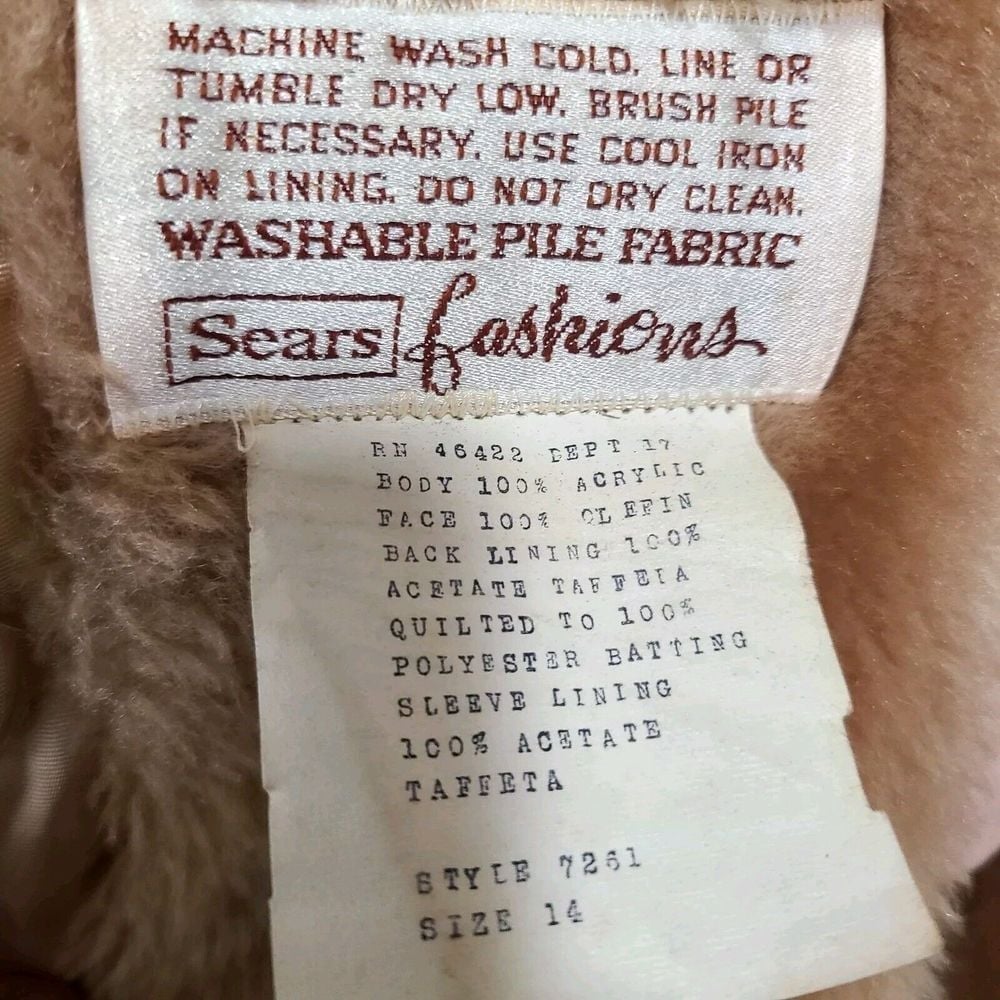 MACHINE WASH COLD. LINE OR
TUMBLE DRY LOW. BRUSH PILE
IF NECESSARY. USE COOL IRON
ON LINING. DO NOT DRY CLEAN.
WASHABLE PILE FABRIC
Sears fashions
RN 46422 DEPT 17
BODY 100% ACRYLIC
FACE 100% OLEFIN
BACK LINING 100%
ACETATE TAFFETA
QUILTED TO 100%
POLYESTER BATTING
SLEEVE LINING
100% ACETATE
TAFFETA
STYLE 7261
SIZE 14